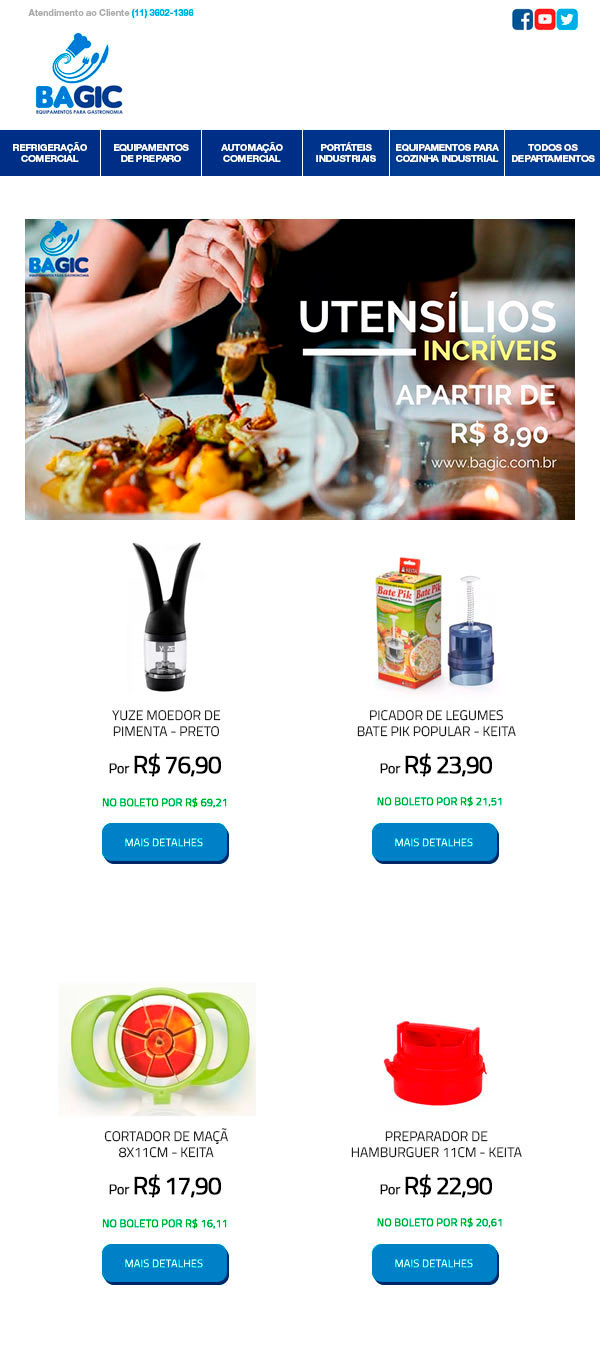 Atendimento ao Cliente (11) 3602-1396
BAGIC
EQUIPAMENTOS PARA GASTRONOMIA
REFRIGERAÇÃO
COMERCIAL
EQUIPAMENTOS
DE PREPARO
AUTOMAÇÃO
COMERCIAL
PORTÁTEIS
INDUSTRIAIS
EQUIPAMENTOS PARA
COZINHA INDUSTRIAL
TODOS OS
DEPARTAMENTOS
BAGIC
EQUIPAMENTOS PARA GASTRONOMIA
UTENSÍLIOS
INCRÍVEIS
APARTIR DE
R$ 8,90
www.bagic.com.br
KEITA
Bate Pik
Bate Pik
YUZE MOEDOR DE
PIMENTA - PRETO
Por R$ 76,90
NO BOLETO POR R$ 69,21
MAIS DETALHES
PICADOR DE LEGUMES
BATE PIK POPULAR - KEITA
Por R$ 23,90
NO BOLETO POR R$ 21,51
MAIS DETALHES
CORTADOR DE MAÇÃ
8X11CM - KEITA
Por R$ 17,90
NO BOLETO POR R$ 16,11
MAIS DETALHES
PREPARADOR DE
HAMBURGUER 11CM - KEITA
Por R$ 22,90
NO BOLETO POR R$ 20,61
MAIS DETALHES